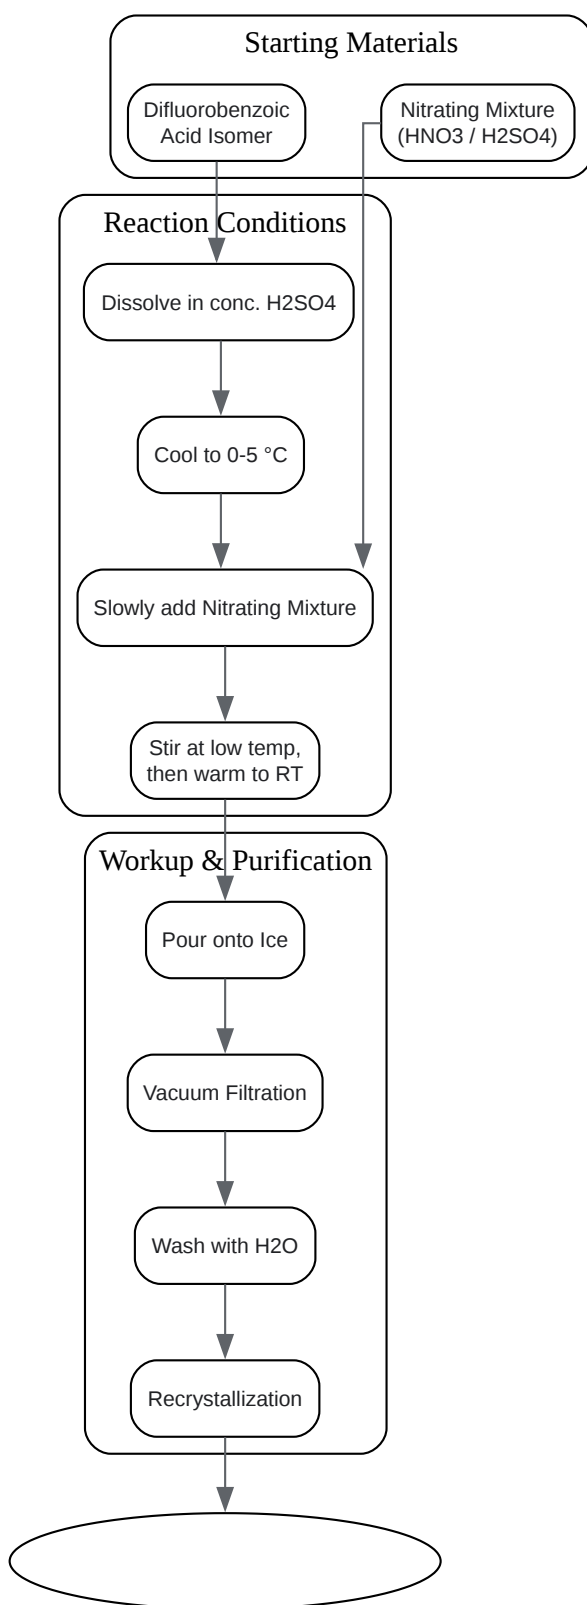 Starting Materials
Difluorobenzoic
Acid Isomer
Nitrating Mixture
(HNO3 / H2SO4)
Reaction Conditions
Dissolve in conc. H2SO4
Cool to 0-5 °C
Slowly add Nitrating Mixture
Stir at low temp,
then warm to RT
Workup & Purification
Pour onto Ice
Vacuum Filtration
Wash with H2O
Recrystallization